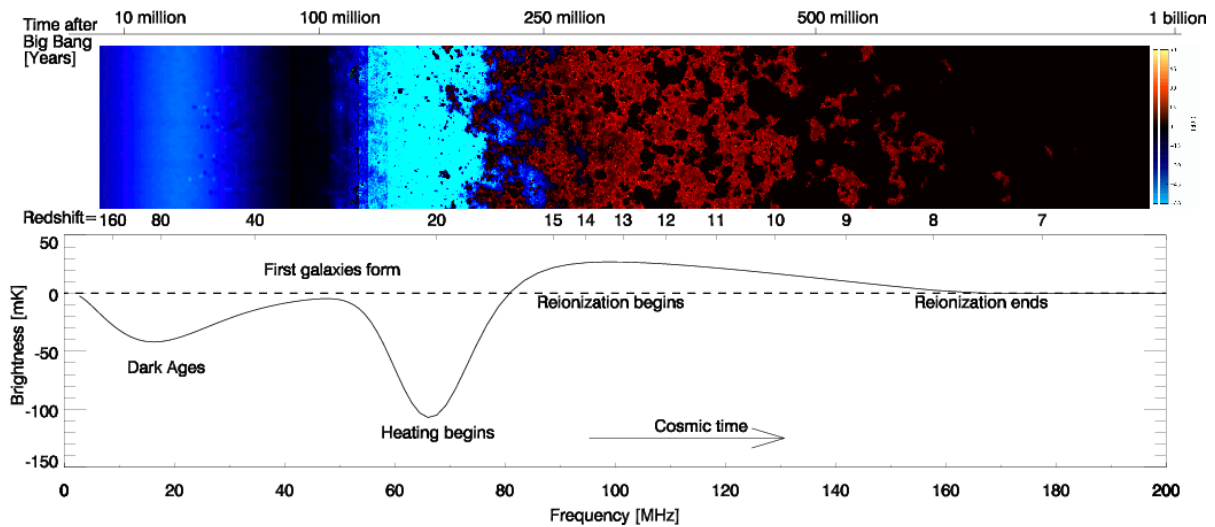 Time after 10 million 100 million 250 million 500 million 1 billion
Big Bang
[Years]
Redshift= 160 80 40 20 15 14 13 12 11 10 9 8 7
50
First galaxies form
0
Reionization begins Reionization ends
Brightness [mK]
-50
Dark Ages
-100
Heating begins Cosmic time
-150
0 20 40 60 80 100 120 140 160 180 200
Frequency [MHz]